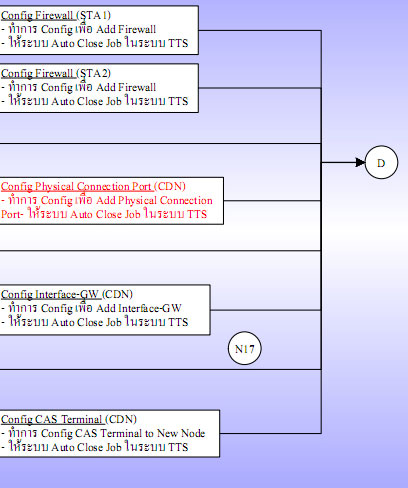 Config Firewall (STA1)
- ทำการ Config เพื่อ Add Firewall
- ให้ระบบ Auto Close Job ในระบบ TTS
Config Firewall (STA2)
- ทำการ Config เพื่อ Add Firewall
- ให้ระบบ Auto Close Job ในระบบ TTS
D
Config Physical Connection Port (CDN)
- ทำการ Config เพื่อ Add Physical Connection
Port- ให้ระบบ Auto Close Job ในระบบ TTS
Config Interface-GW (CDN)
- ทำการ Config เพื่อ Add Interface-GW
- ให้ระบบ Auto Close Job ในระบบ TTS
N17
Config CAS Terminal (CDN)
- ทำการ Config CAS Terminal to New Node
- ให้ระบบ Auto Close Job ในระบบ TTS